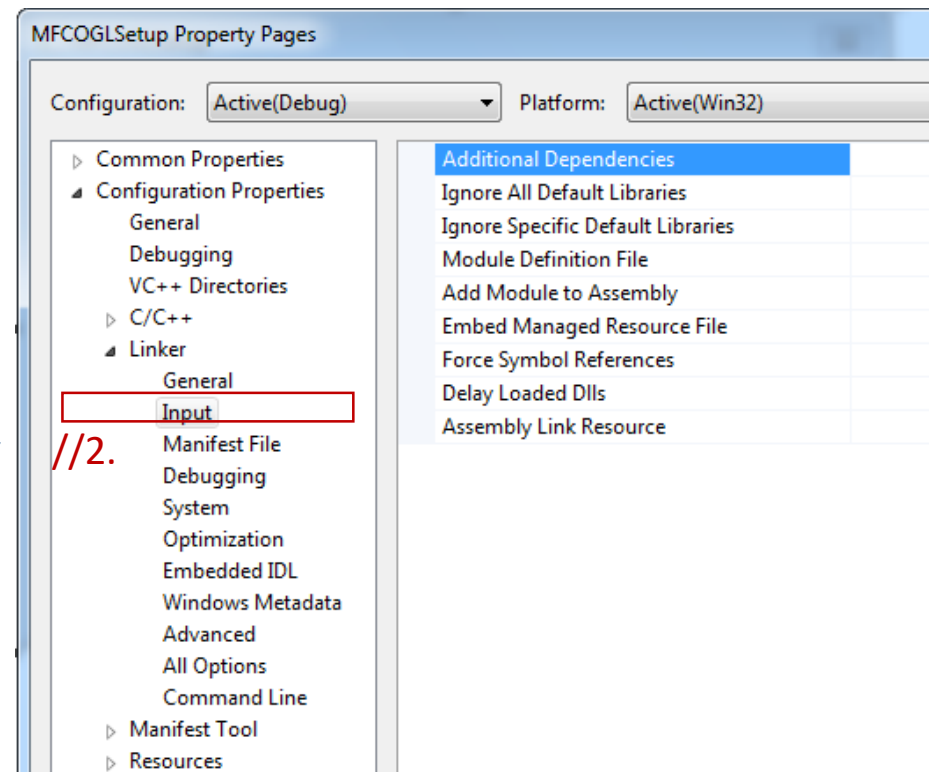 MFCOGLSetup Property Pages
Configuration: Active(Debug) Platform: Active(Win32)
Common Properties
Configuration Properties
General
Debugging
VC++ Directories
C/C++
Linker
General
Input
//2.
Manifest File
Debugging
System
Optimization
Embedded IDL
Windows Metadata
Advanced
All Options
Command Line
Manifest Tool
Resources
Additional Dependencies
Ignore All Default Libraries
Ignore Specific Default Libraries
Module Definition File
Add Module to Assembly
Embed Managed Resource File
Force Symbol References
Delay Loaded Dlls
Assembly Link Resource